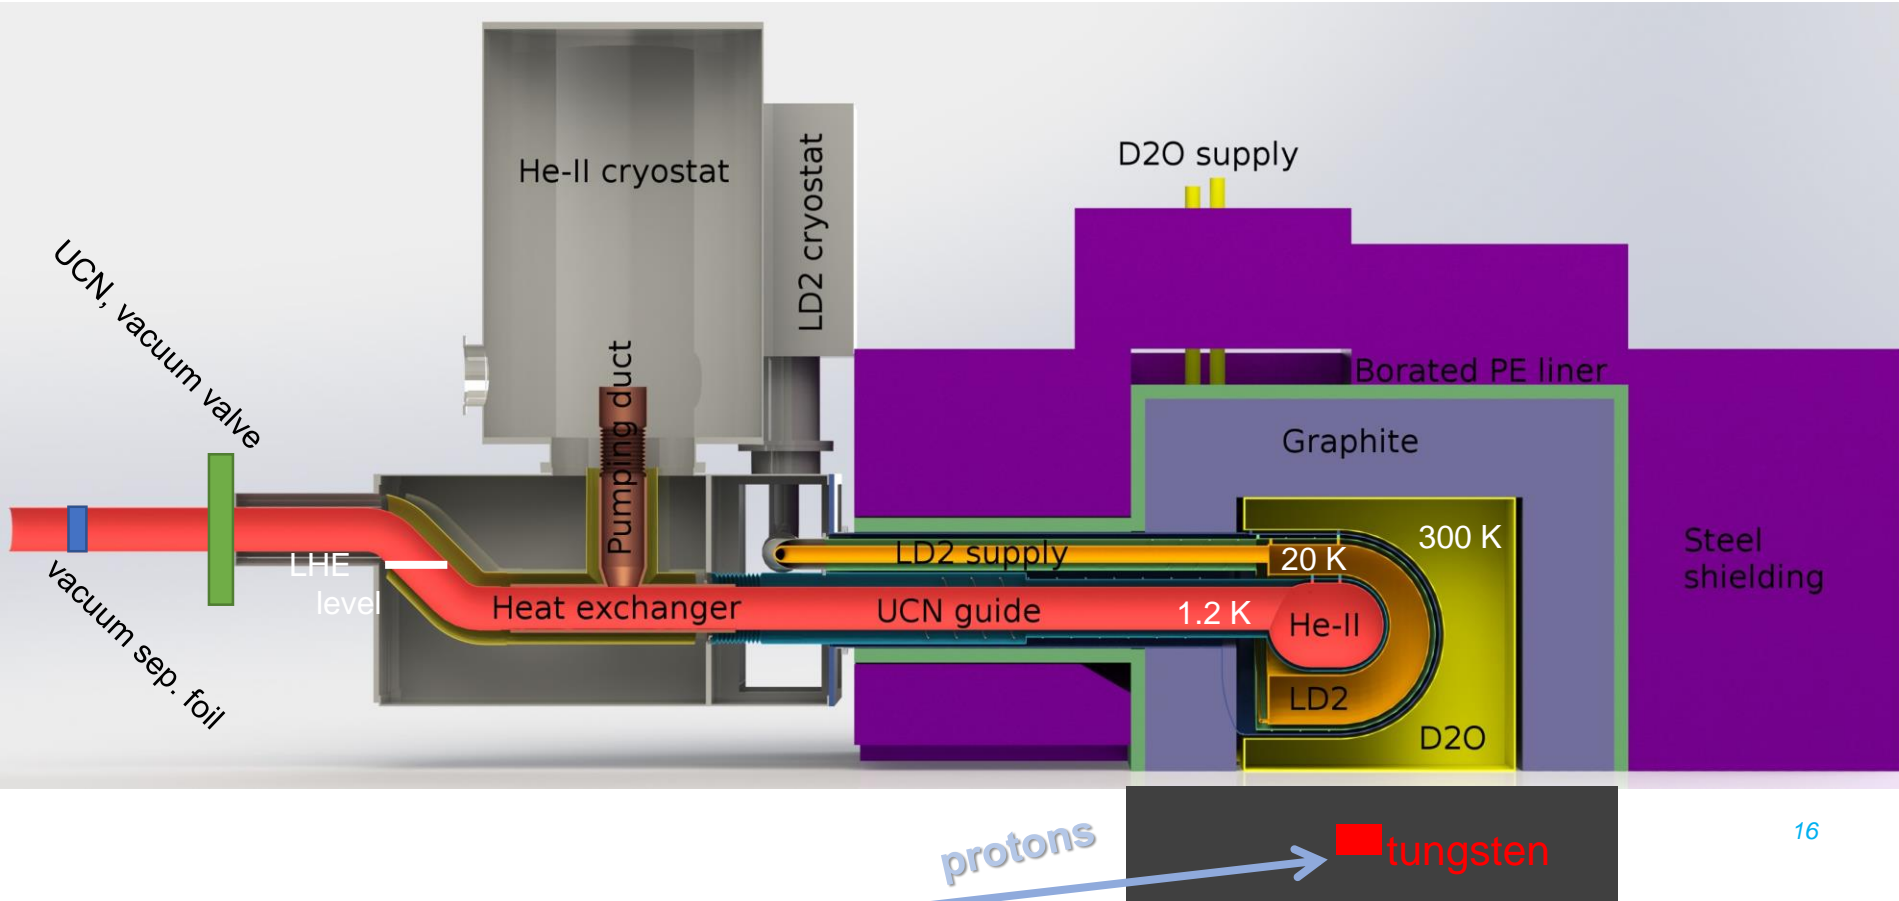 D2O supply
He-II cryostat
LD2 cryostat
UCN, vacuum valve
Pumping duct
Borated PE liner
Graphite
Steel
shielding
300 K
LD2 supply
20 K
LHE
level
Heat exchanger
UCN guide
1.2 K
He-II
vacuum sep. foil
LD2
D2O
protons
tungsten
16